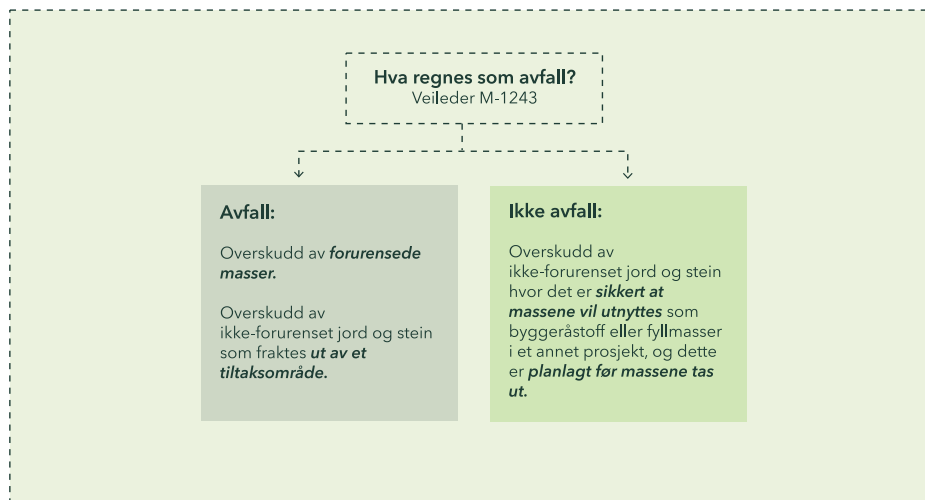 Hva regnes som avfall?
Veileder M-1243
Avfall:
Overskudd av forurensede
masser.
Overskudd av
ikke-forurenset jord og stein
som fraktes ut av et
tiltaksområde.
Ikke avfall:
Overskudd av
ikke-forurenset jord og stein
hvor det er sikkert at
massene vil utnyttes som
byggeråstoff eller fyllmasser
i et annet prosjekt, og dette
er planlagt før massene tas
ut.